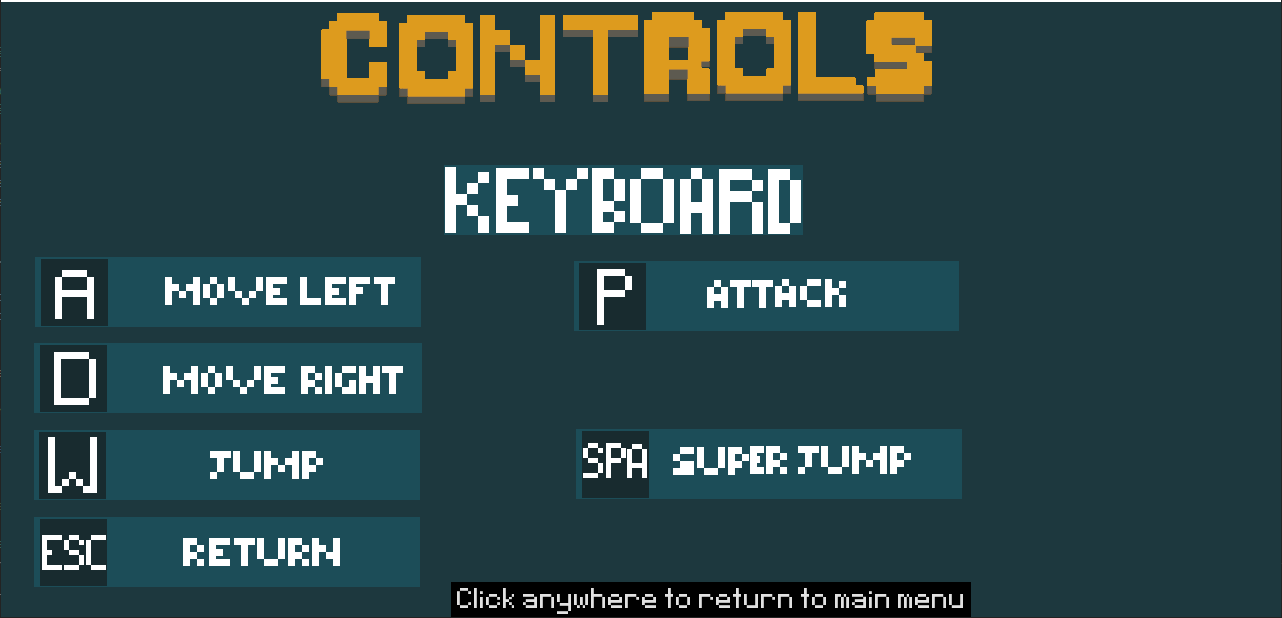 CONTROLS
KEYBOARD
A MOVE LEFT
P ATTACK
D MOVE RIGHT
W JUMP
SPA SUPER JUMP
ESC RETURN
Click anywhere to return to main menu